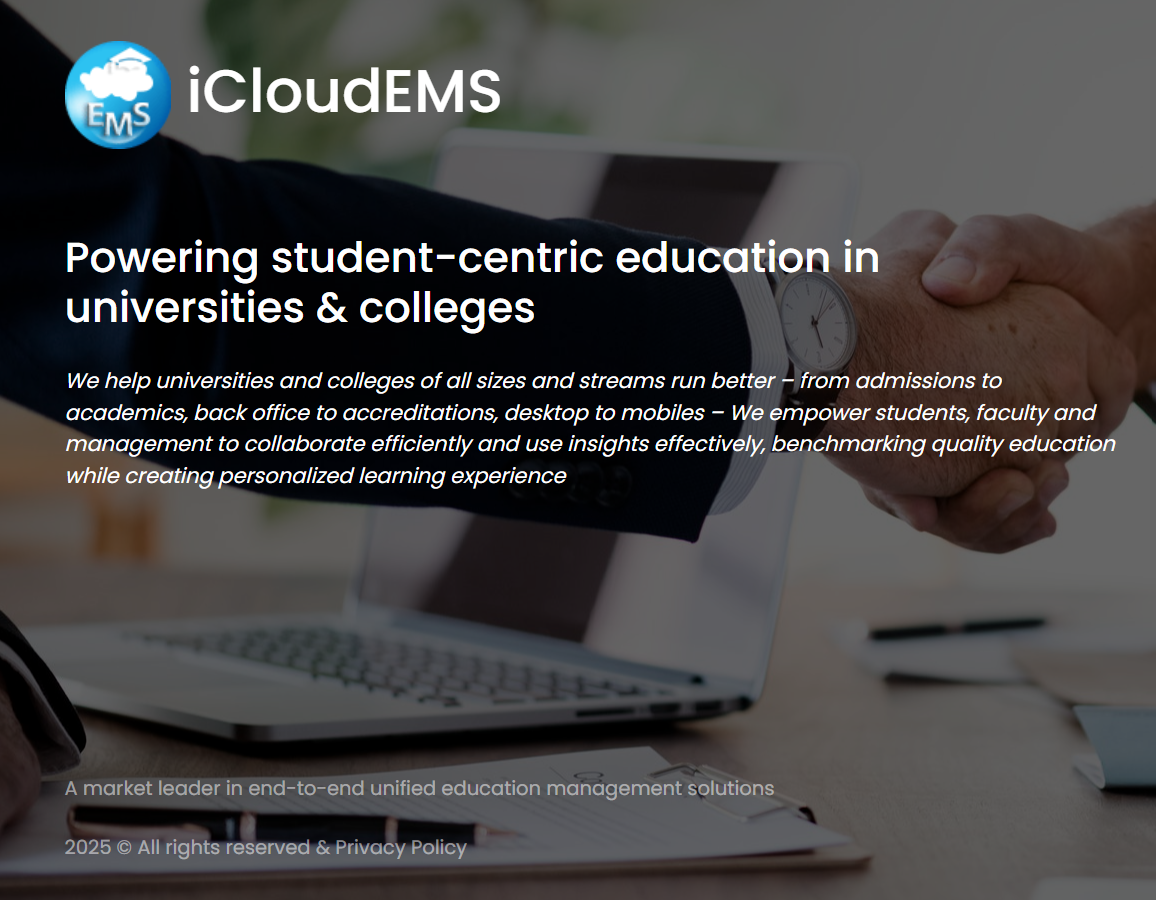 EMS
iCloudEMS
Powering student-centric education in
universities & colleges
We help universities and colleges of all sizes and streams run better – from admissions to
academics, back office to accreditations, desktop to mobiles – We empower students, faculty and
management to collaborate efficiently and use insights effectively, benchmarking quality education
while creating personalized learning experience
A market leader in end-to-end unified education management solutions
2025 © All rights reserved & Privacy Policy